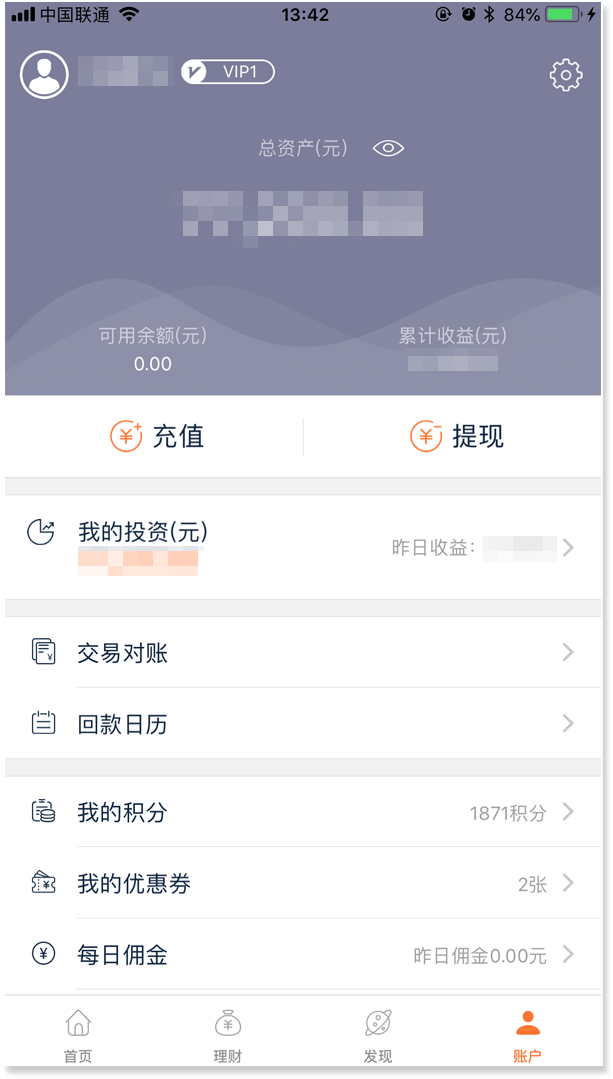 中国联通 13:42 84%
VIP1
总资产(元)
可用余额(元) 累计收益(元)
0.00
充值 提现
我的投资(元)
昨日收益:
交易对账
回款日历
我的积分 1871积分
我的优惠券 2张
每日佣金 昨日佣金0.00元
首页 理财 发现 账户